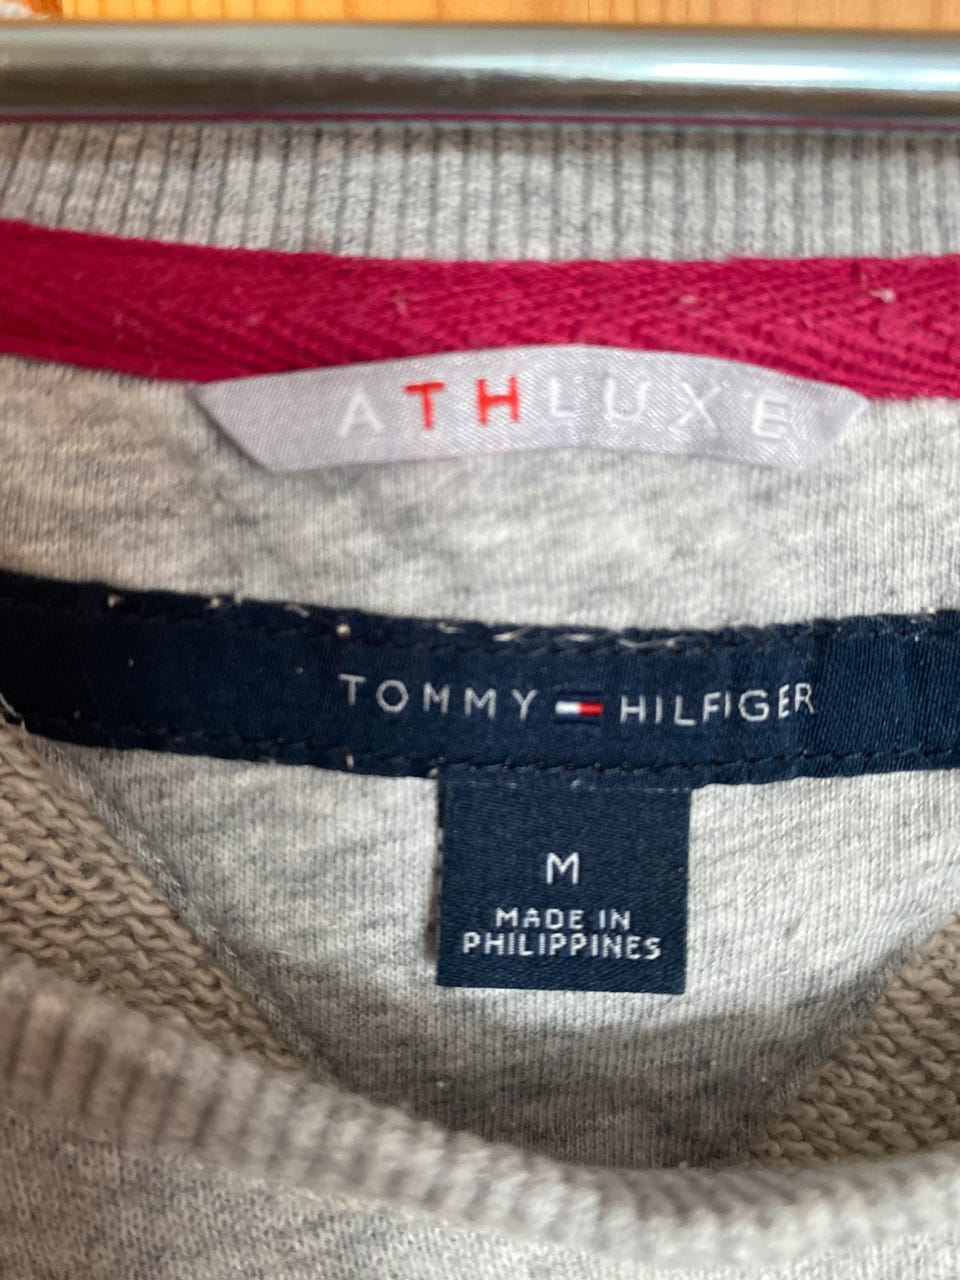 ATHLUXE
TOMMY HILFIGER
M
MADE IN
PHILIPPINES